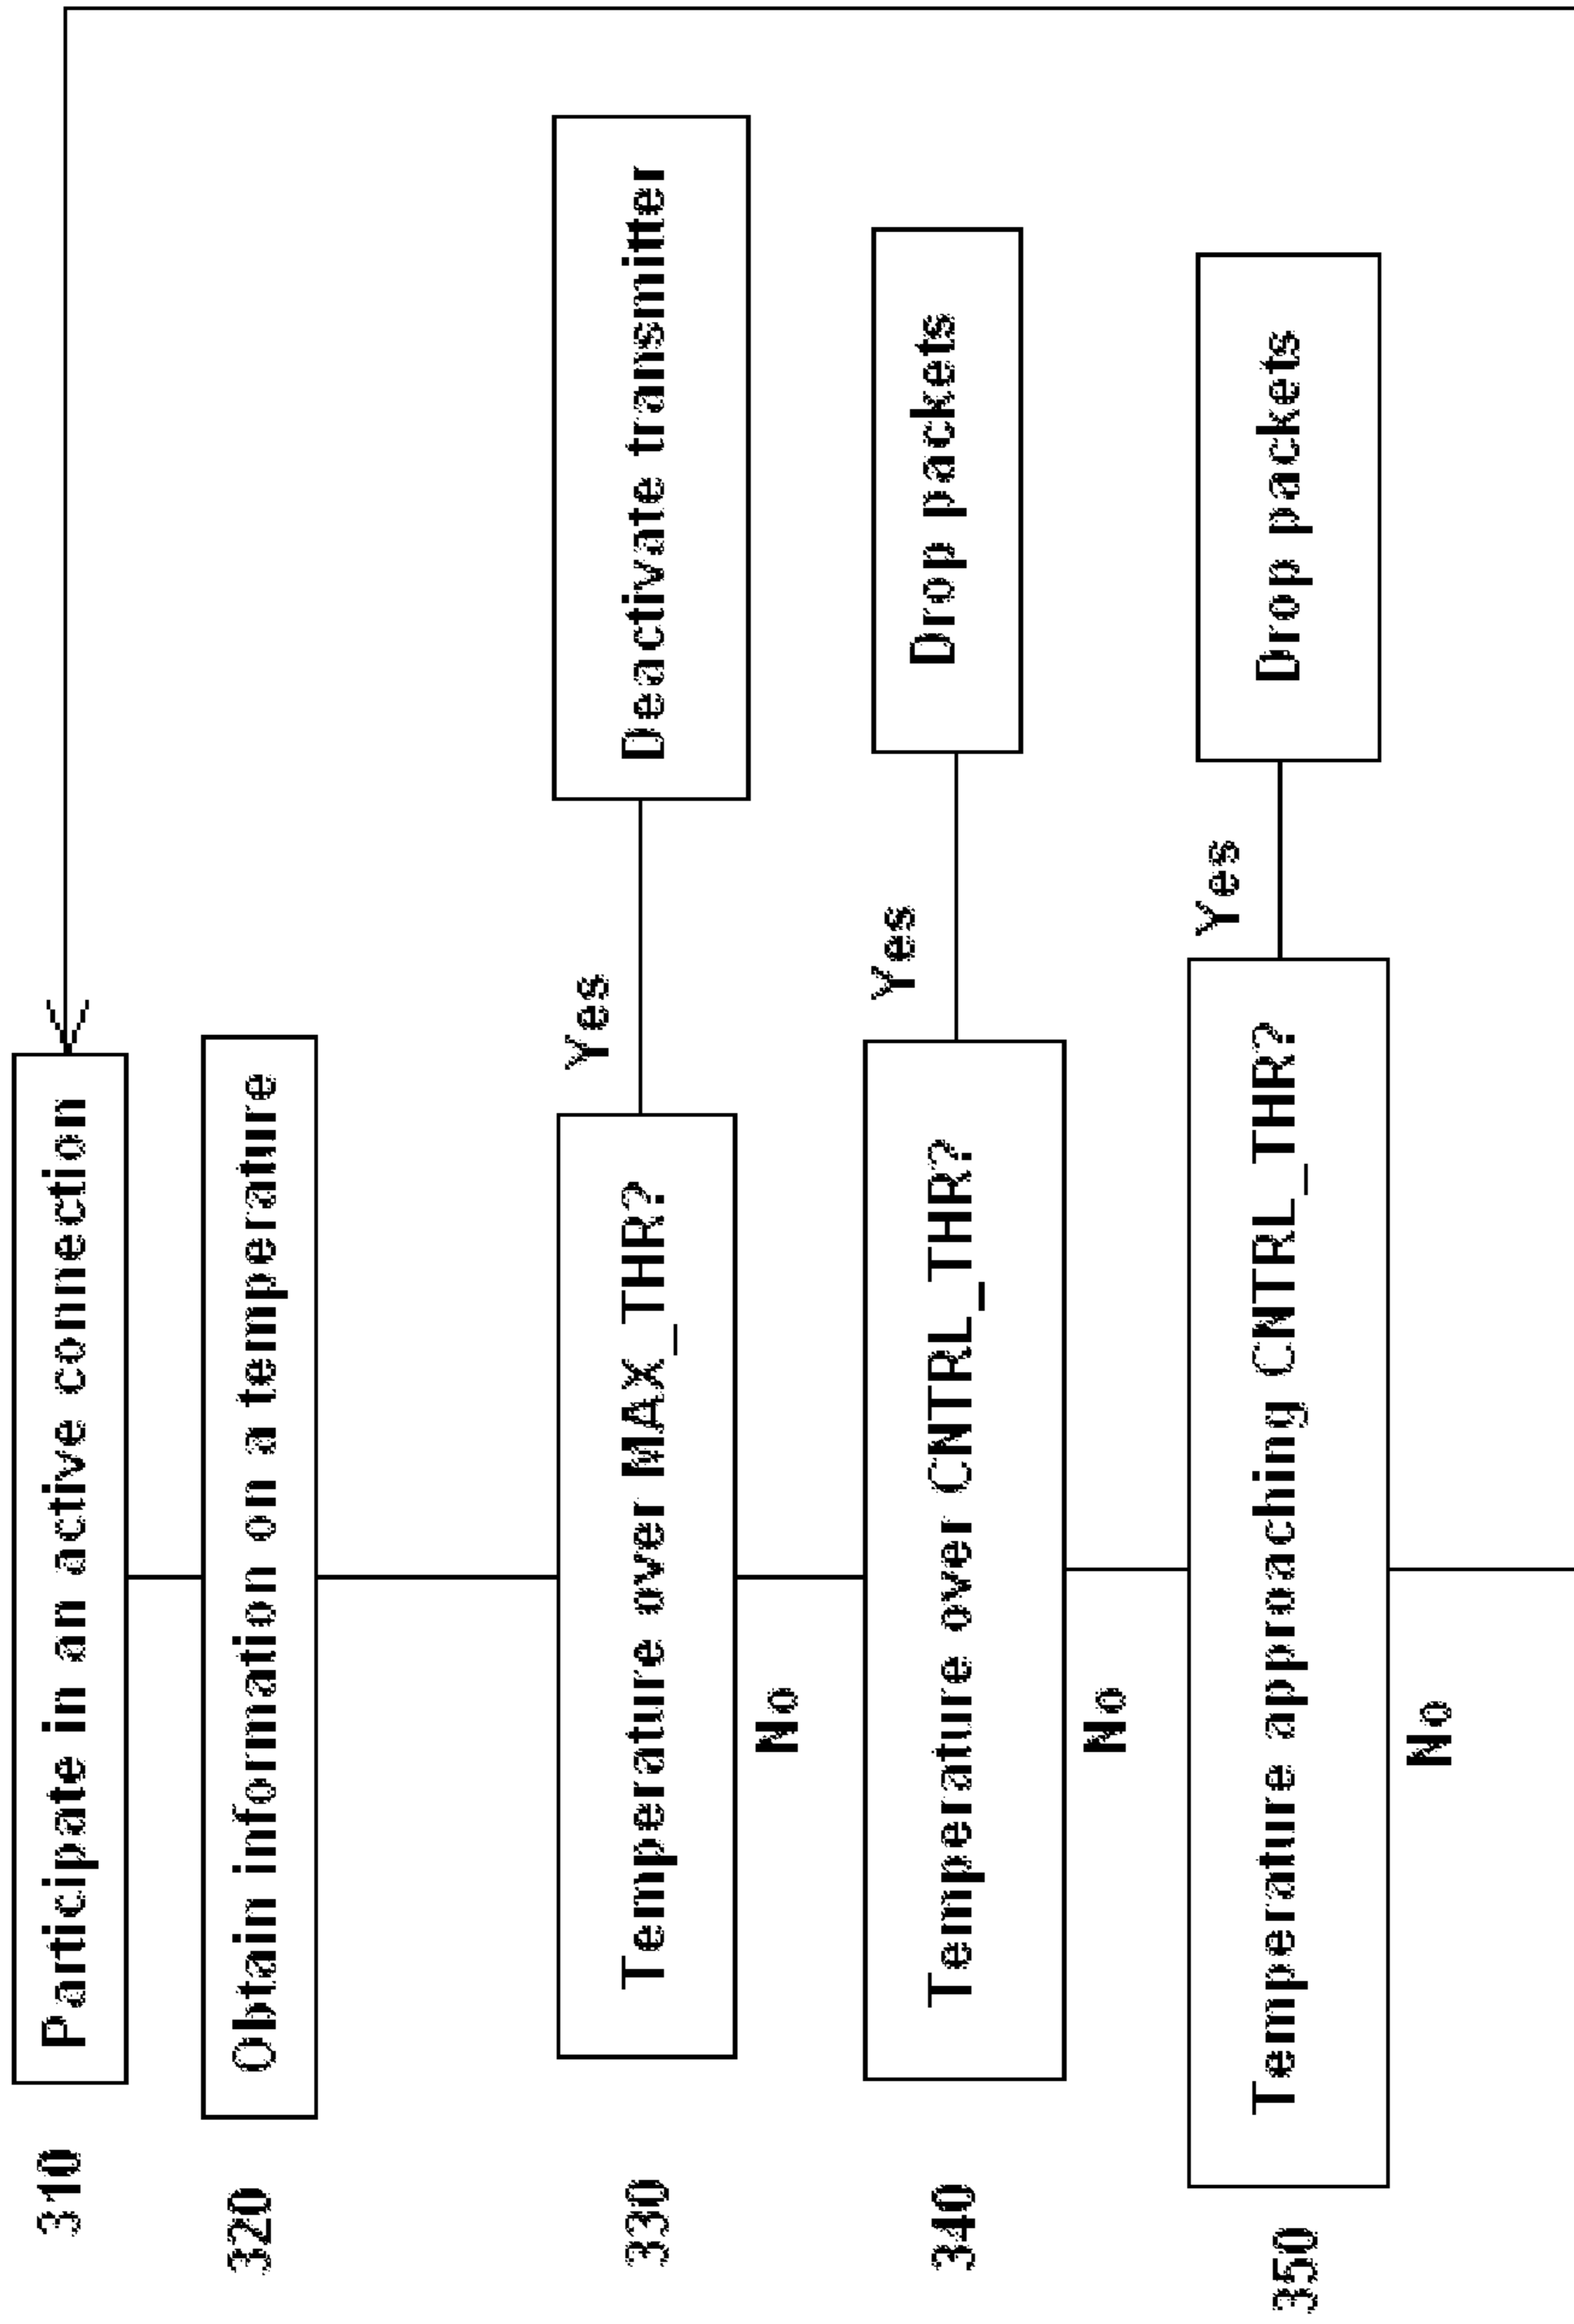 310
Participate in an active connection
320
Obtain information on a temperature
330
Temperature over MAX_THR?
Yes
Deactivate transmitter
No
340
Temperature over CNTRL_THR?
Yes
Drop packets
No
350
Temperature approaching CNTRL_THR?
Yes
Drop packets
No